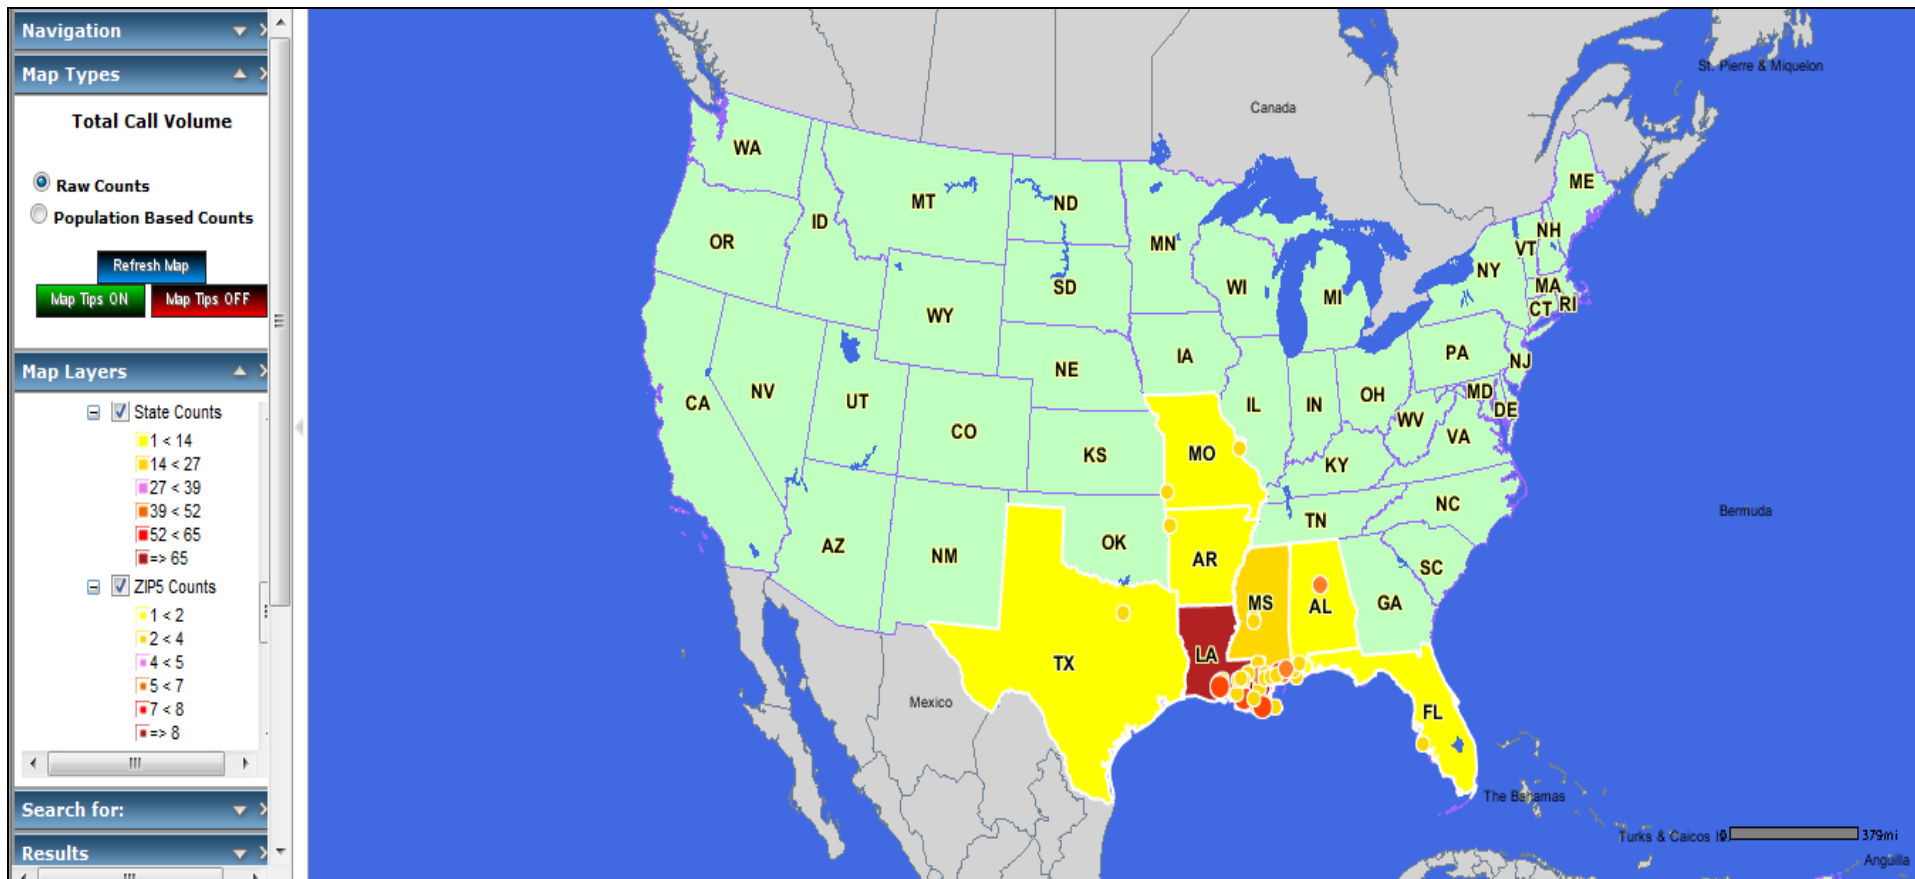 Navigation
Map Types
Total Call Volume
Raw Counts
Population Based Counts
Refresh Map
Map Tips ON Map Tips OFF
Map Layers
State Counts
1 < 14
14 < 27
27 < 39
39 < 52
52 < 65
=> 65
ZIP5 Counts
1 < 2
2 < 4
4 < 5
5 < 7
7 < 8
=> 8
Search for:
Results
St. Pierre & Miquelon
Canada
WA
MT
ND
ME
ID
OR
MN
NH
VT
NY
SD
WI
MI
MA
CT
RI
WY
IA
PA
NJ
NE
NV
UT
CA
IL
IN
OH
MD
DE
WV
VA
CO
KS
MO
KY
NC
TN
Bermuda
AZ
NM
OK
AR
SC
MS
AL
GA
TX
LA
Mexico
FL
The Bahamas
Turks & Caicos Is.
0
379mi
Anguilla